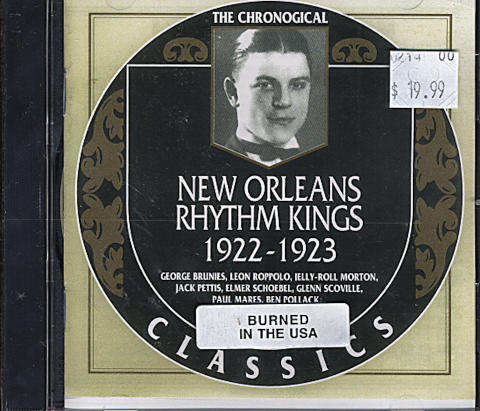 THE CHRONOGICAL
00
$ 19.99
NEW ORLEANS
RHYTHM KINGS
1922-1923
GEORGE BRUNIES, LEON ROPPOLO, JELLY-ROLL MORTON,
JACK PETTIS, ELMER SCHOEBEL, GLENN SCOVILLE,
PAUL MARES, BEN POLLACK
BURNED
IN THE USA
CLASSICS